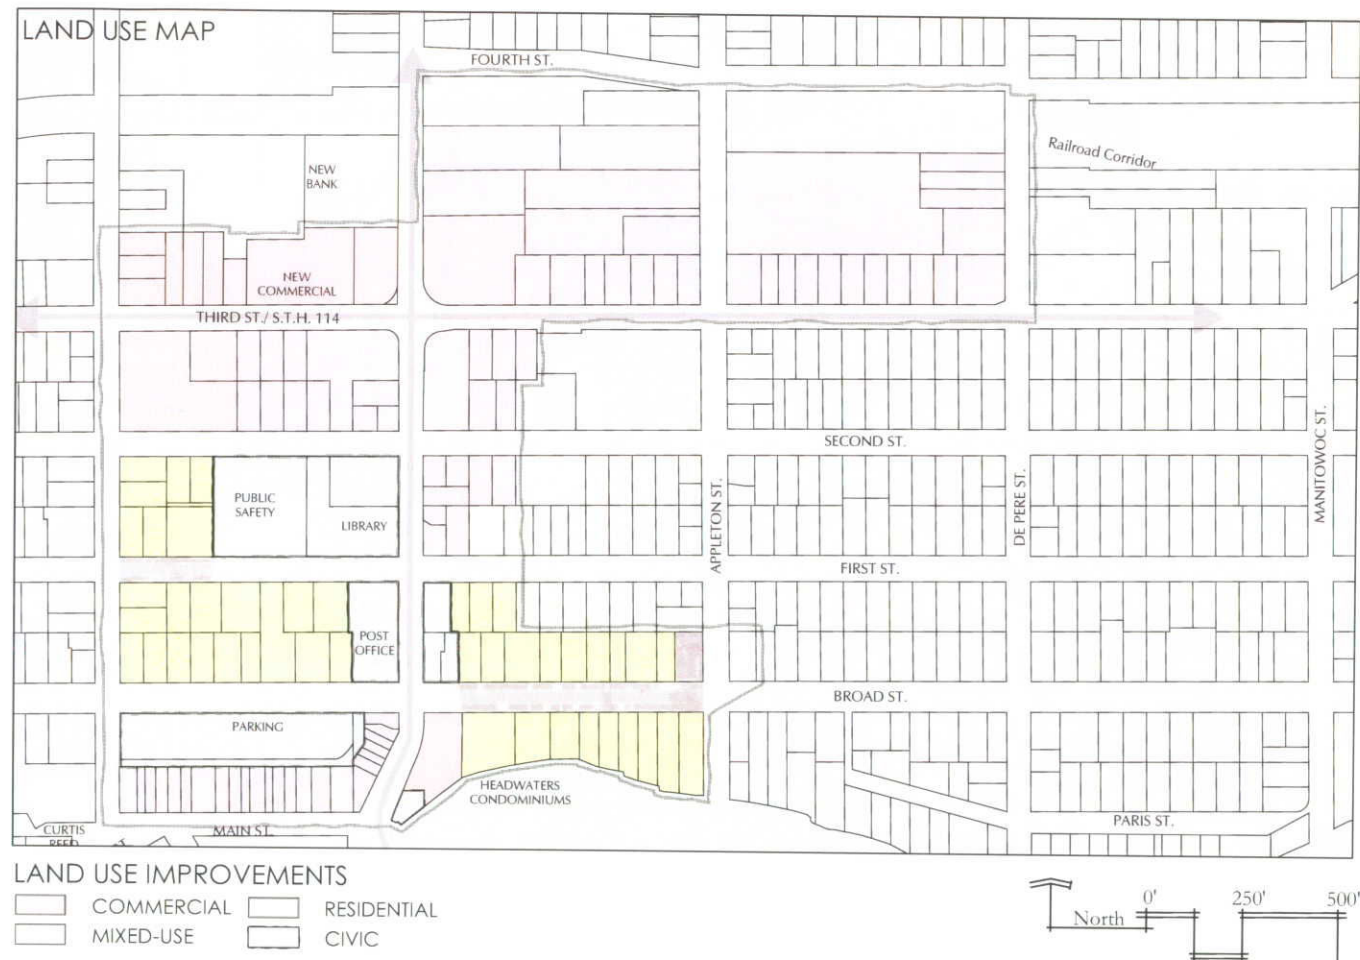 LAND USE MAP
FOURTH ST.
Railroad Corridor
NEW
BANK
NEW
COMMERCIAL
THIRD ST./ S.T.H. 114
SECOND ST.
MANITOWOC ST.
APPLETON ST.
DE PERE ST.
PUBLIC
SAFETY
LIBRARY
FIRST ST.
POST
OFFICE
BROAD ST.
PARKING
HEADWATERS
CONDOMINIUMS
PARIS ST.
MAIN ST.
CURTIS
REED
LAND USE IMPROVEMENTS
COMMERCIAL
RESIDENTIAL
MIXED-USE
CIVIC
North
0'
250'
500'